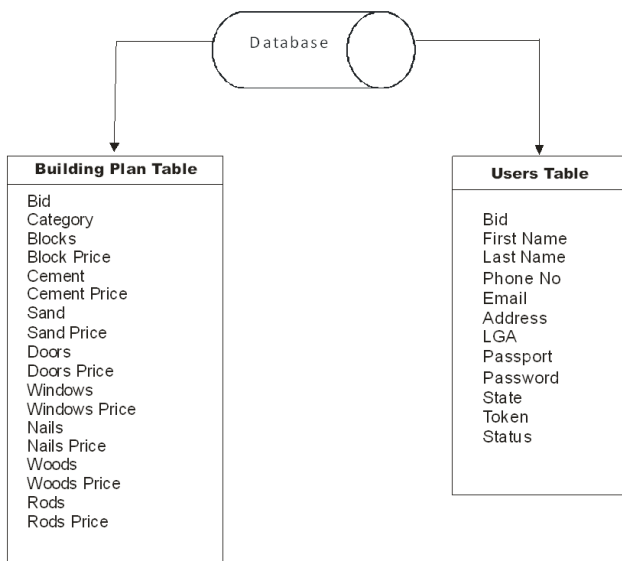 Database
Building Plan Table
Bid
Category
Blocks
Block Price
Cement
Cement Price
Sand
Sand Price
Doors
Doors Price
Windows
Windows Price
Nails
Nails Price
Woods
Woods Price
Rods
Rods Price
Users Table
Bid
First Name
Last Name
Phone No
Email
Address
LGA
Passport
Password
State
Token
Status